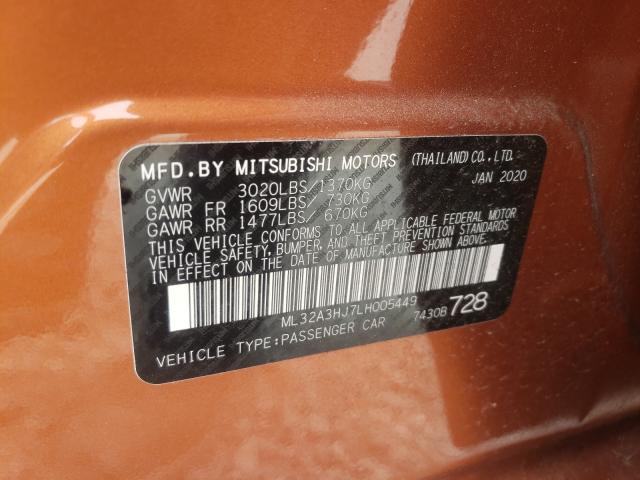 MFD.BY MITSUBISHI MOTORS (THAILAND) CO.,LTD.
GVWR 3020LBS/1370KG JAN 2020
GAWR FR 1609LBS/ 730KG
GAWR RR 1477LBS/ 670KG
THIS VEHICLE CONFORMS TO ALL APPLICABLE FEDERAL MOTOR
VEHICLE SAFETY, BUMPER, AND THEFT PREVENTION STANDARDS
IN EFFECT ON THE DATE OF MANUFACTURE SHOWN ABOVE.
ML32A3HJ7LH005449
VEHICLE TYPE:PASSENGER CAR 7430B 728